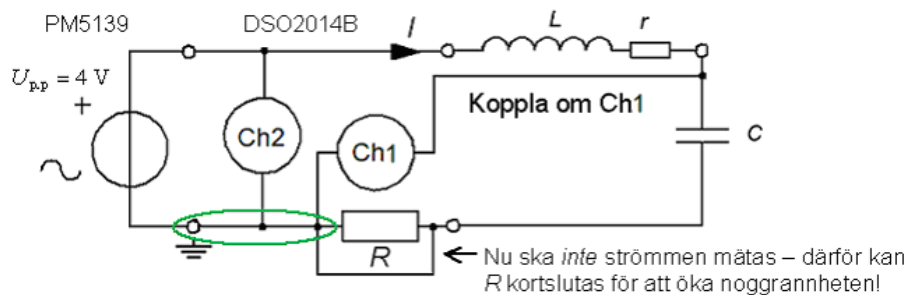 PM5139
DSO2014B
I
L
r
Up.p = 4 V
+
Koppla om Ch1
Ch2
Ch1
C
R
Nu ska inte strömmen mätas – därför kan
R kortslutas för att öka noggrannheten!